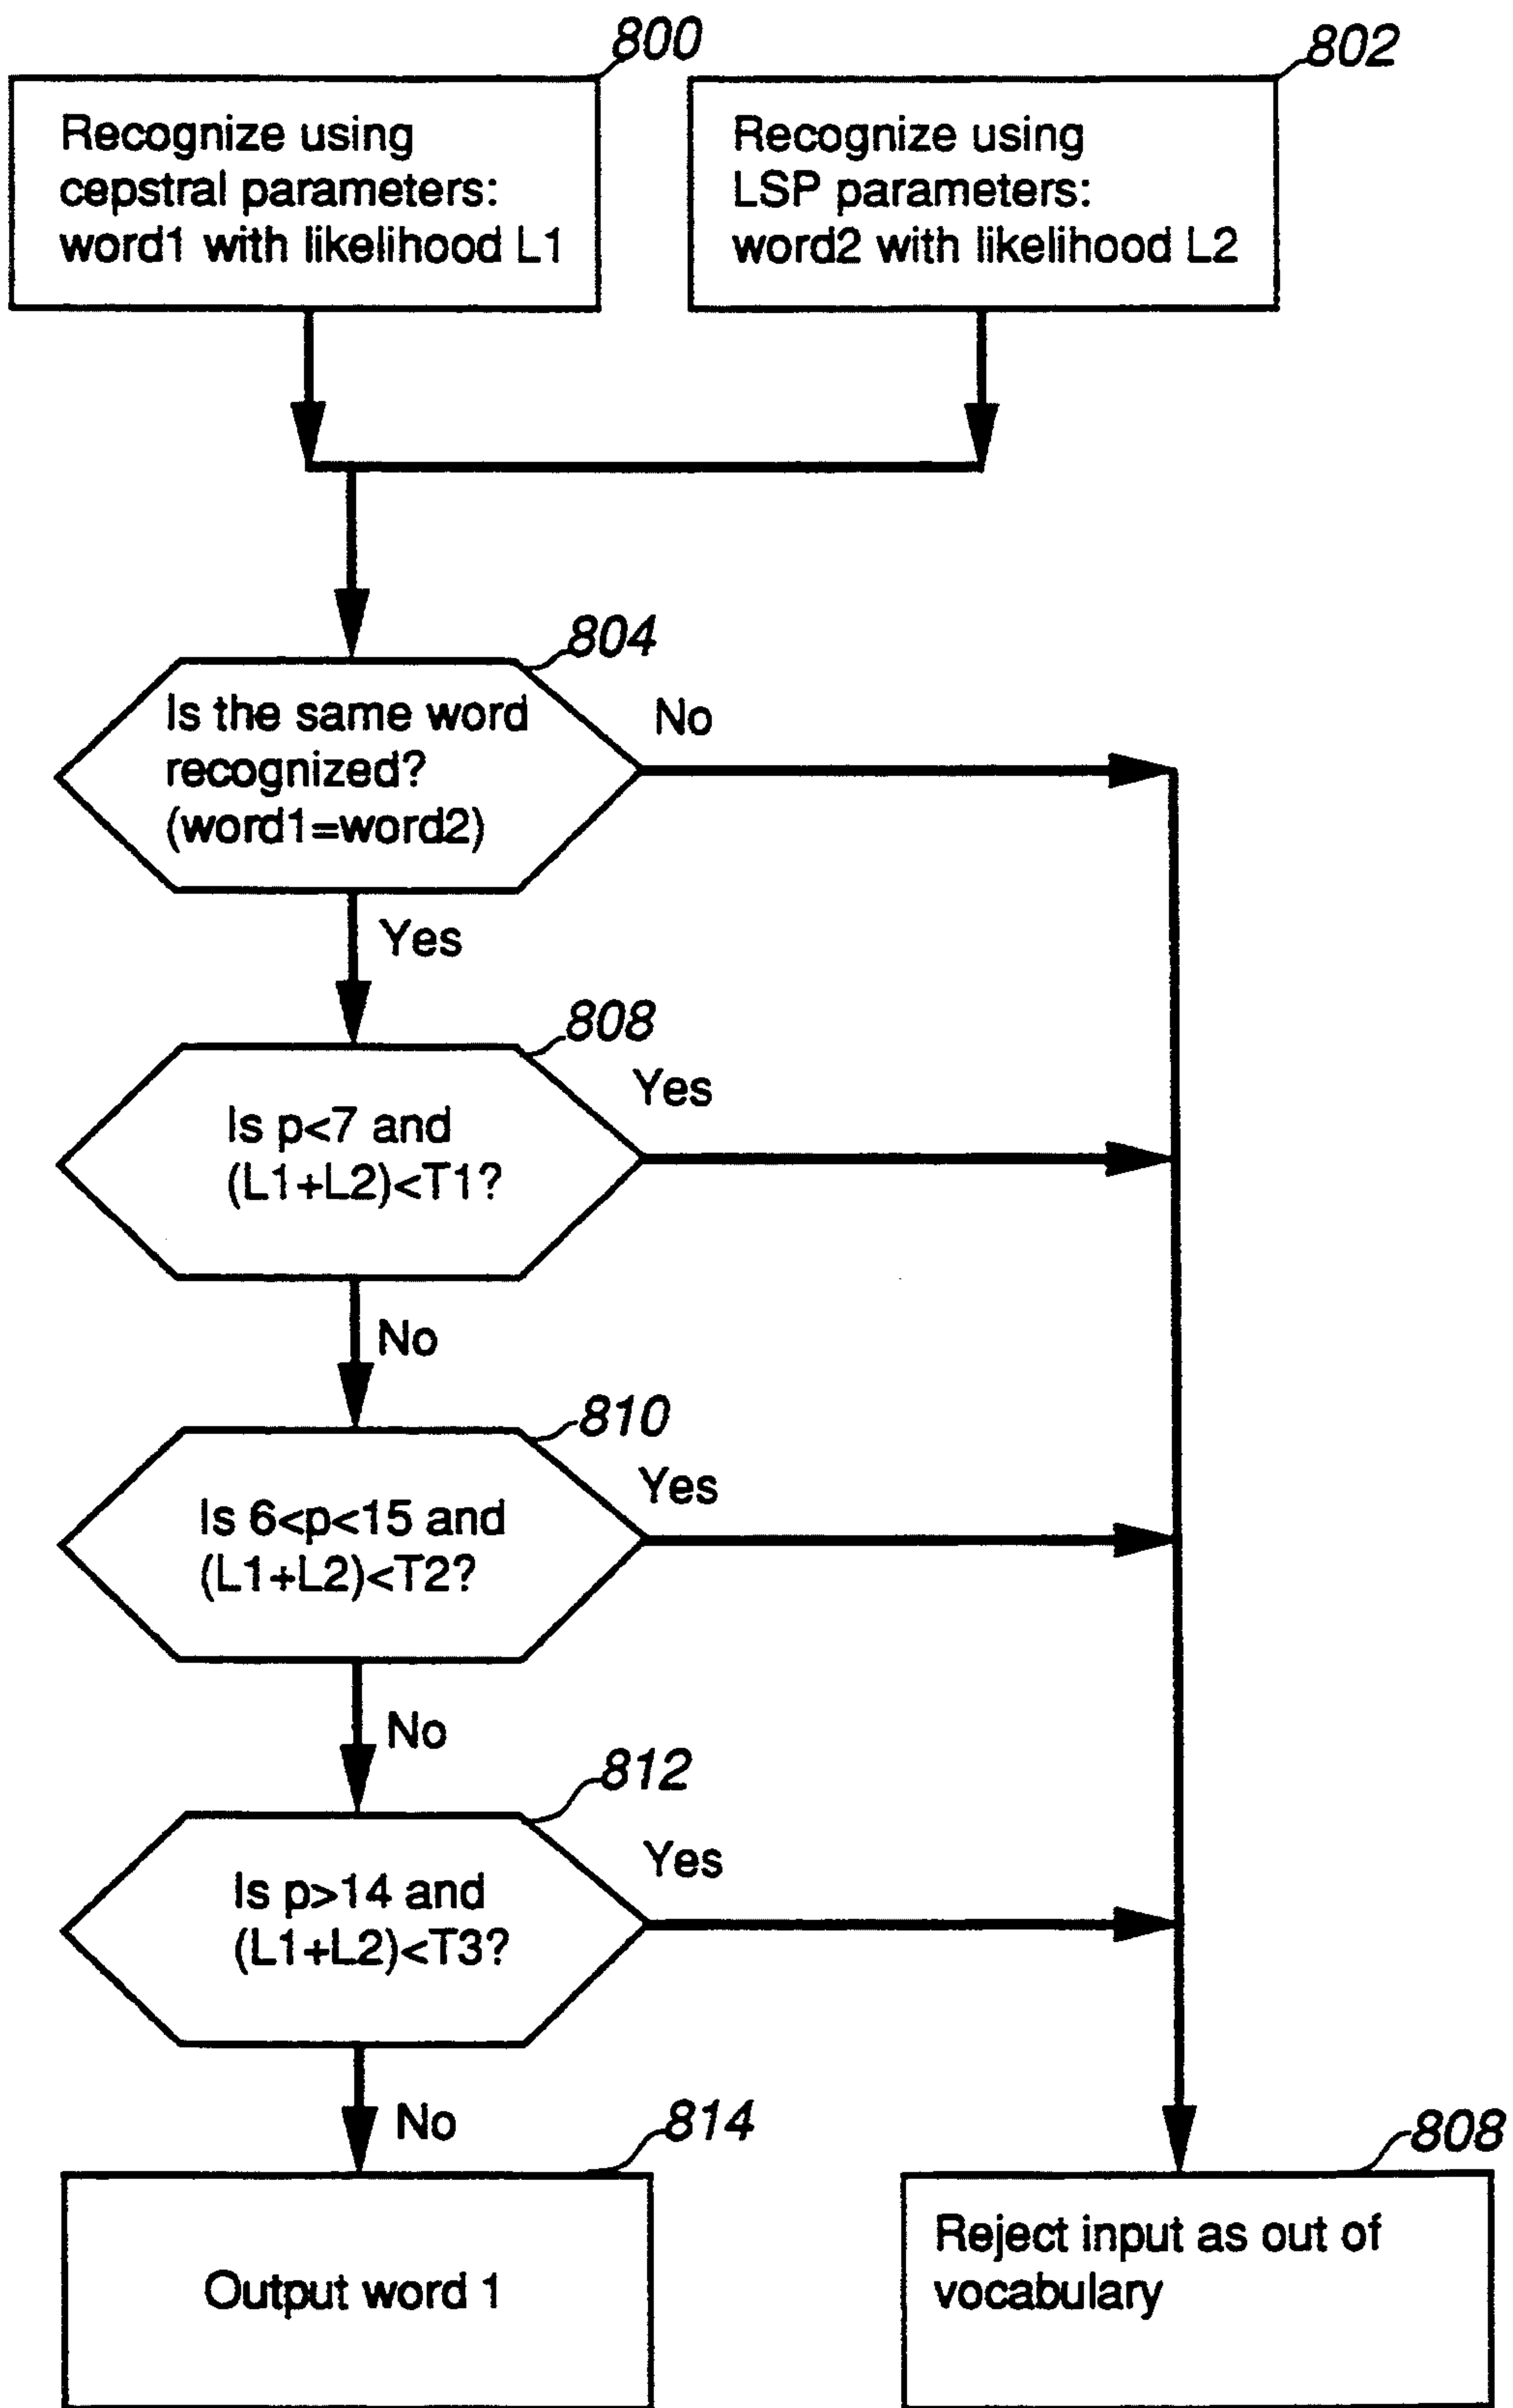 800
Recognize using
cepstral parameters:
word1 with likelihood L1
802
Recognize using
LSP parameters:
word2 with likelihood L2
804
Is the same word
recognized?
(word1=word2)
No
Yes
808
Is p<7 and
(L1+L2)<T1?
Yes
No
810
Is 6<p<15 and
(L1+L2)<T2?
Yes
No
812
Is p>14 and
(L1+L2)<T3?
Yes
No
814
Output word 1
808
Reject input as out of
vocabulary